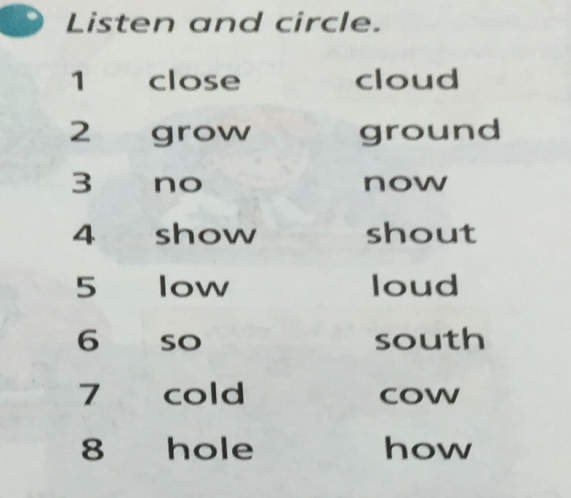 Listen and circle.
1 close cloud
2 grow ground
3 no now
4 show shout
5 low loud
6 so south
7 cold cow
8 hole how